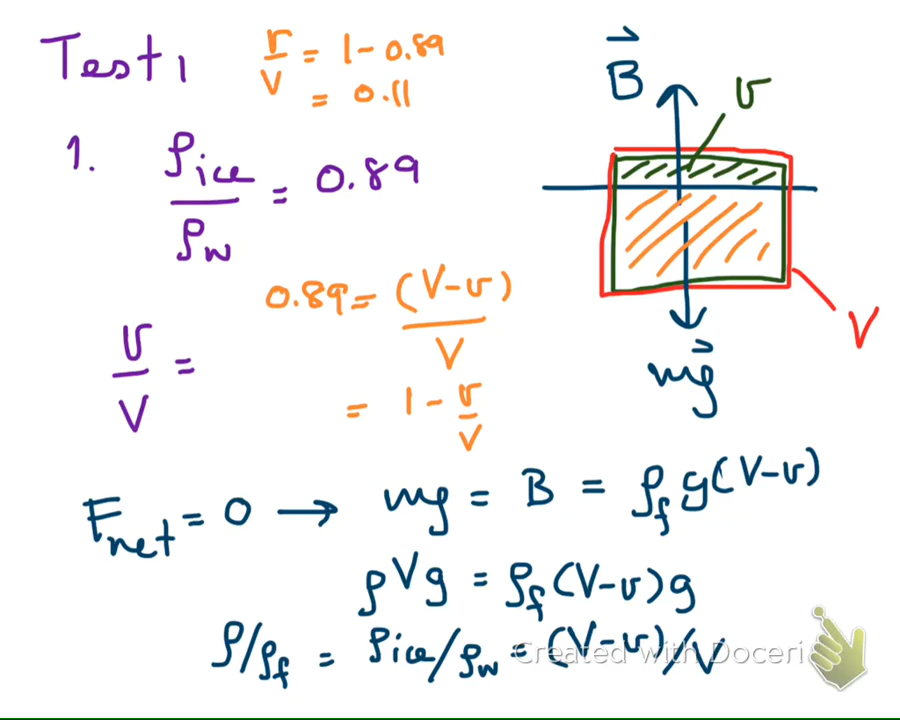 Test 1
v/V = 1 - 0.89
= 0.11
1. ρice/ρw = 0.89
v/V =
0.89 = (V-v)/V
= 1 - v/V
B
v
V
mg
Fnet = 0 → mg = B = ρf g(V-v)
ρVg = ρf(V-v)g
ρ/ρf = ρice/ρw = (V-v)/V
Created with Doceri